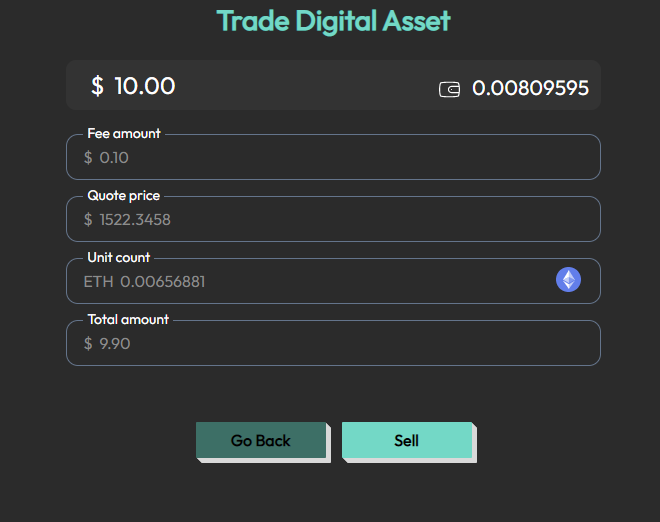 Trade Digital Asset
$ 10.00 0.00809595
Fee amount
$ 0.10
Quote price
$ 1522.3458
Unit count
ETH 0.00656881
Total amount
$ 9.90
Go Back Sell